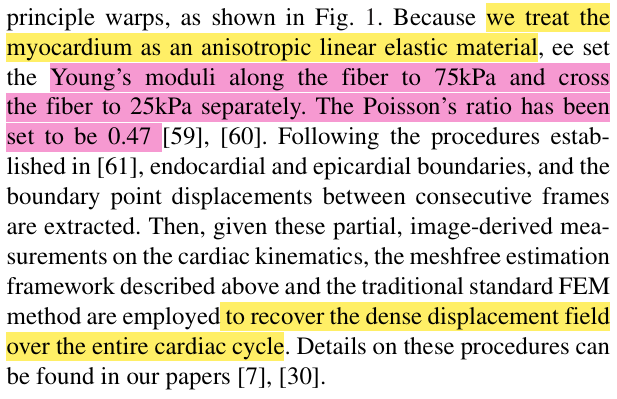 principle warps, as shown in Fig. 1. Because we treat the
myocardium as an anisotropic linear elastic material, ee set
the Young's moduli along the fiber to 75kPa and cross
the fiber to 25kPa separately. The Poisson's ratio has been
set to be 0.47 [59], [60]. Following the procedures estab-
lished in [61], endocardial and epicardial boundaries, and the
boundary point displacements between consecutive frames
are extracted. Then, given these partial, image-derived mea-
surements on the cardiac kinematics, the meshfree estimation
framework described above and the traditional standard FEM
method are employed to recover the dense displacement field
over the entire cardiac cycle. Details on these procedures can
be found in our papers [7], [30].